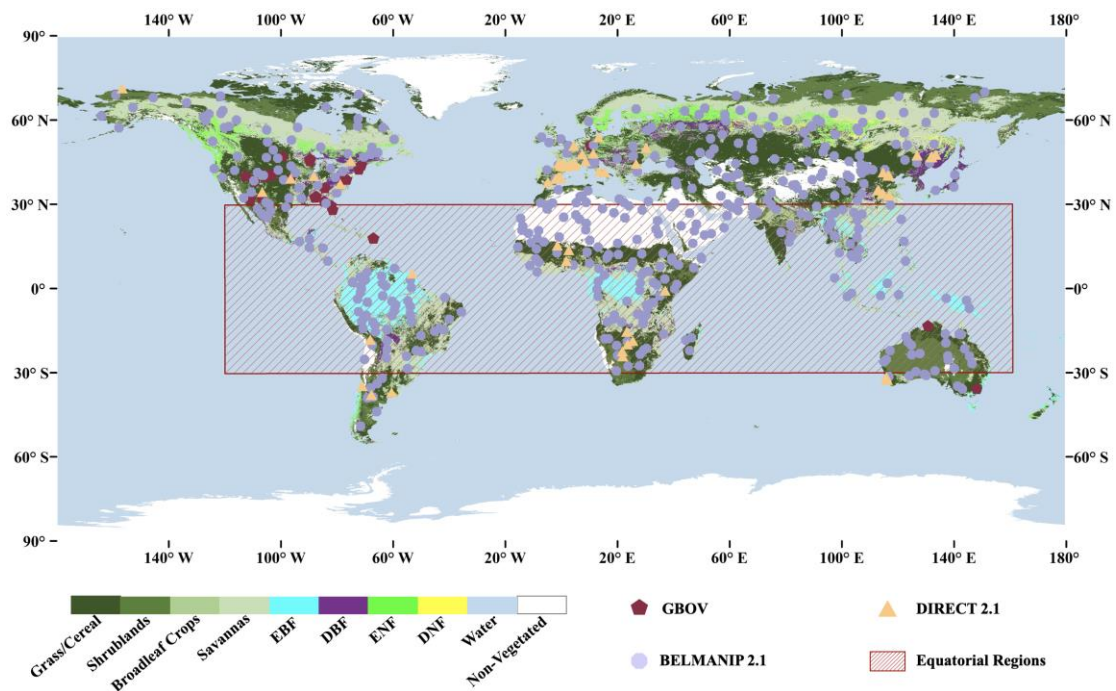 140° W 100° W 60° W 20° W 20° E 60° E 100° E 140° E 180°
90° 90°
60° N 60° N
30° N 30° N
0° 0°
30° S 30° S
60° S 60° S
90° 90°
140° W 100° W 60° W 20° W 20° E 60° E 100° E 140° E 180°
Grass/Cereal
Shrublands
Broadleaf Crops
Savannas
EBF
DBF
ENF
DNF
Water
Non-Vegetated
GBOV DIRECT 2.1
BELMANIP 2.1 Equatorial Regions